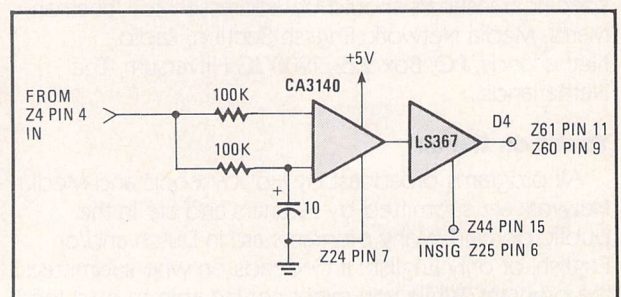 +5V
FROM
Z4 PIN 4
IN
100K
CA3140
100K
LS367
D4
Z61 PIN 11
Z60 PIN 9
+
10
Z24 PIN 7
INSIG
Z44 PIN 15
Z25 PIN 8